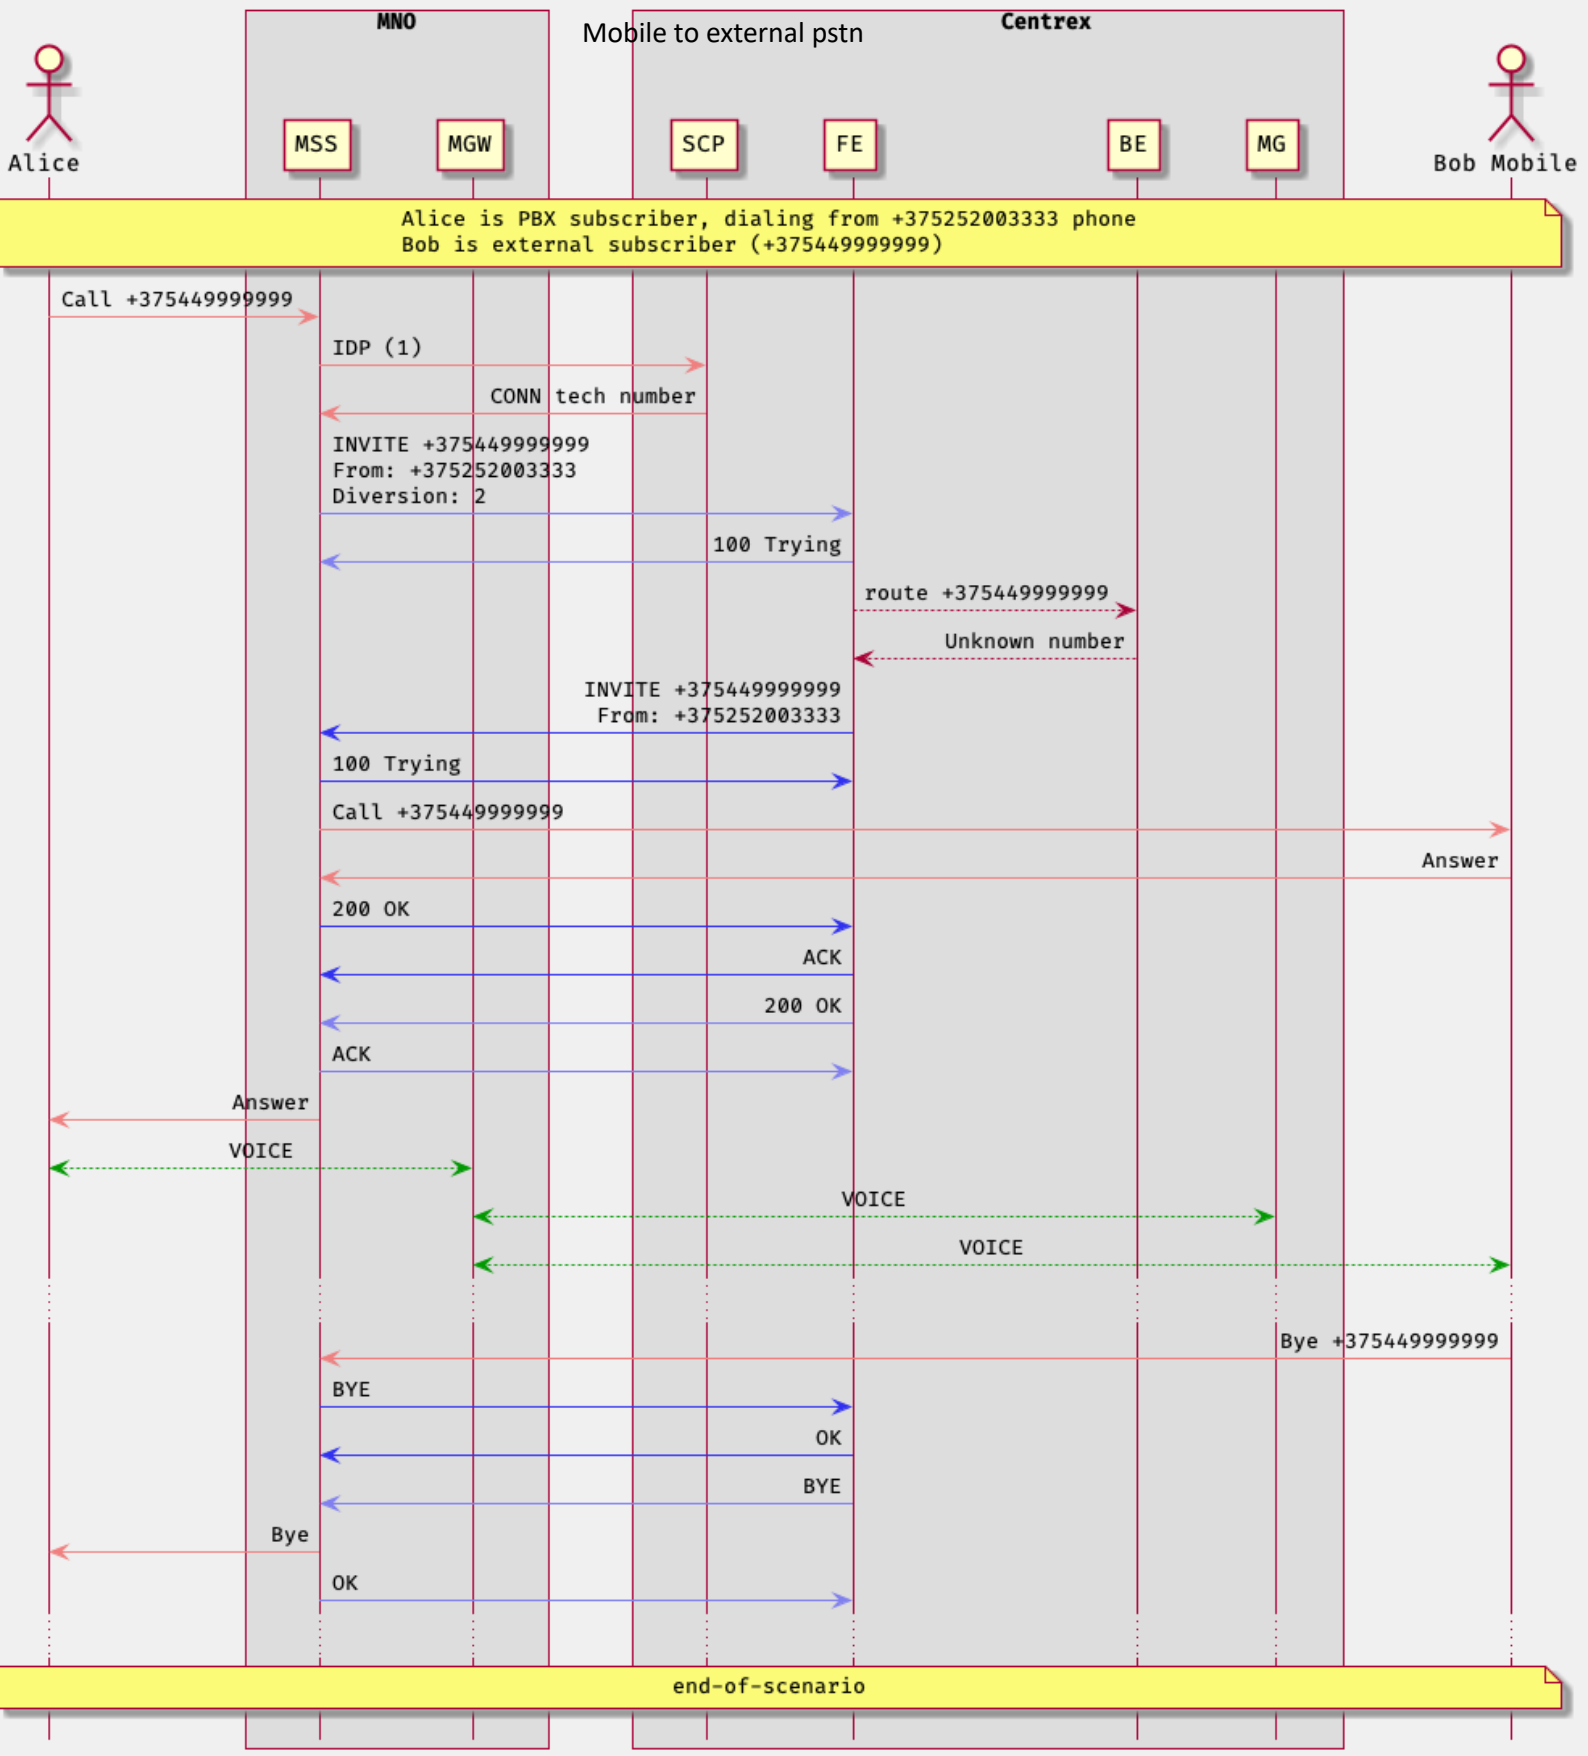 MNO
Mobile to external pstn
Centrex
MSS
MGW
SCP
FE
BE
MG
Alice
Bob Mobile
Alice is PBX subscriber, dialing from +375252003333 phone
Bob is external subscriber (+375449999999)
Call +375449999999
IDP (1)
CONN tech number
INVITE +375449999999
From: +375252003333
Diversion: 2
100 Trying
route +375449999999
Unknown number
INVITE +375449999999
From: +375252003333
100 Trying
Call +375449999999
Answer
200 OK
ACK
200 OK
ACK
Answer
VOICE
VOICE
VOICE
Bye +375449999999
BYE
OK
BYE
Bye
OK
end-of-scenario